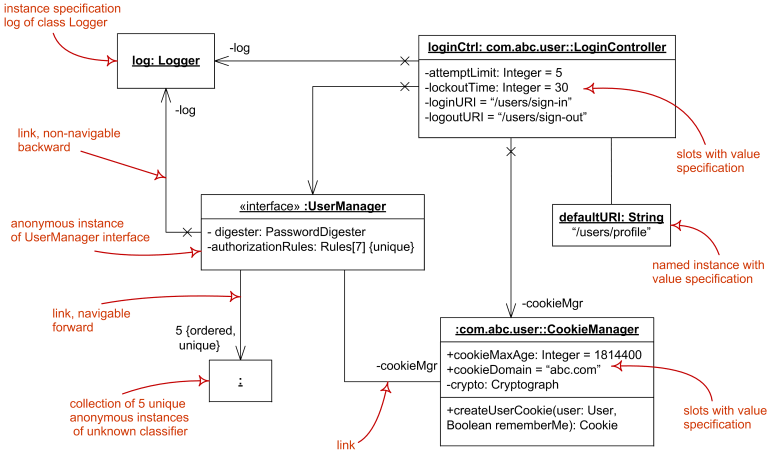 instance specification
log of class Logger
log: Logger
-log
-log
loginCtrl: com.abc.user::LoginController
-attemptLimit: Integer = 5
-lockoutTime: Integer = 30
-loginURI = “/users/sign-in”
-logoutURI = “/users/sign-out”
slots with value
specification
link, non-navigable
backward
anonymous instance
of UserManager interface
«interface» :UserManager
- digester: PasswordDigester
-authorizationRules: Rules[7] {unique}
defaultURI: String
“/users/profile”
named instance with
value specification
link, navigable
forward
5 {ordered,
unique}
:
collection of 5 unique
anonymous instances
of unknown classifier
-cookieMgr
-cookieMgr
link
:com.abc.user::CookieManager
+cookieMaxAge: Integer = 1814400
+cookieDomain = “abc.com”
-crypto: Cryptograph
+createUserCookie(user: User,
Boolean rememberMe): Cookie
slots with value
specification